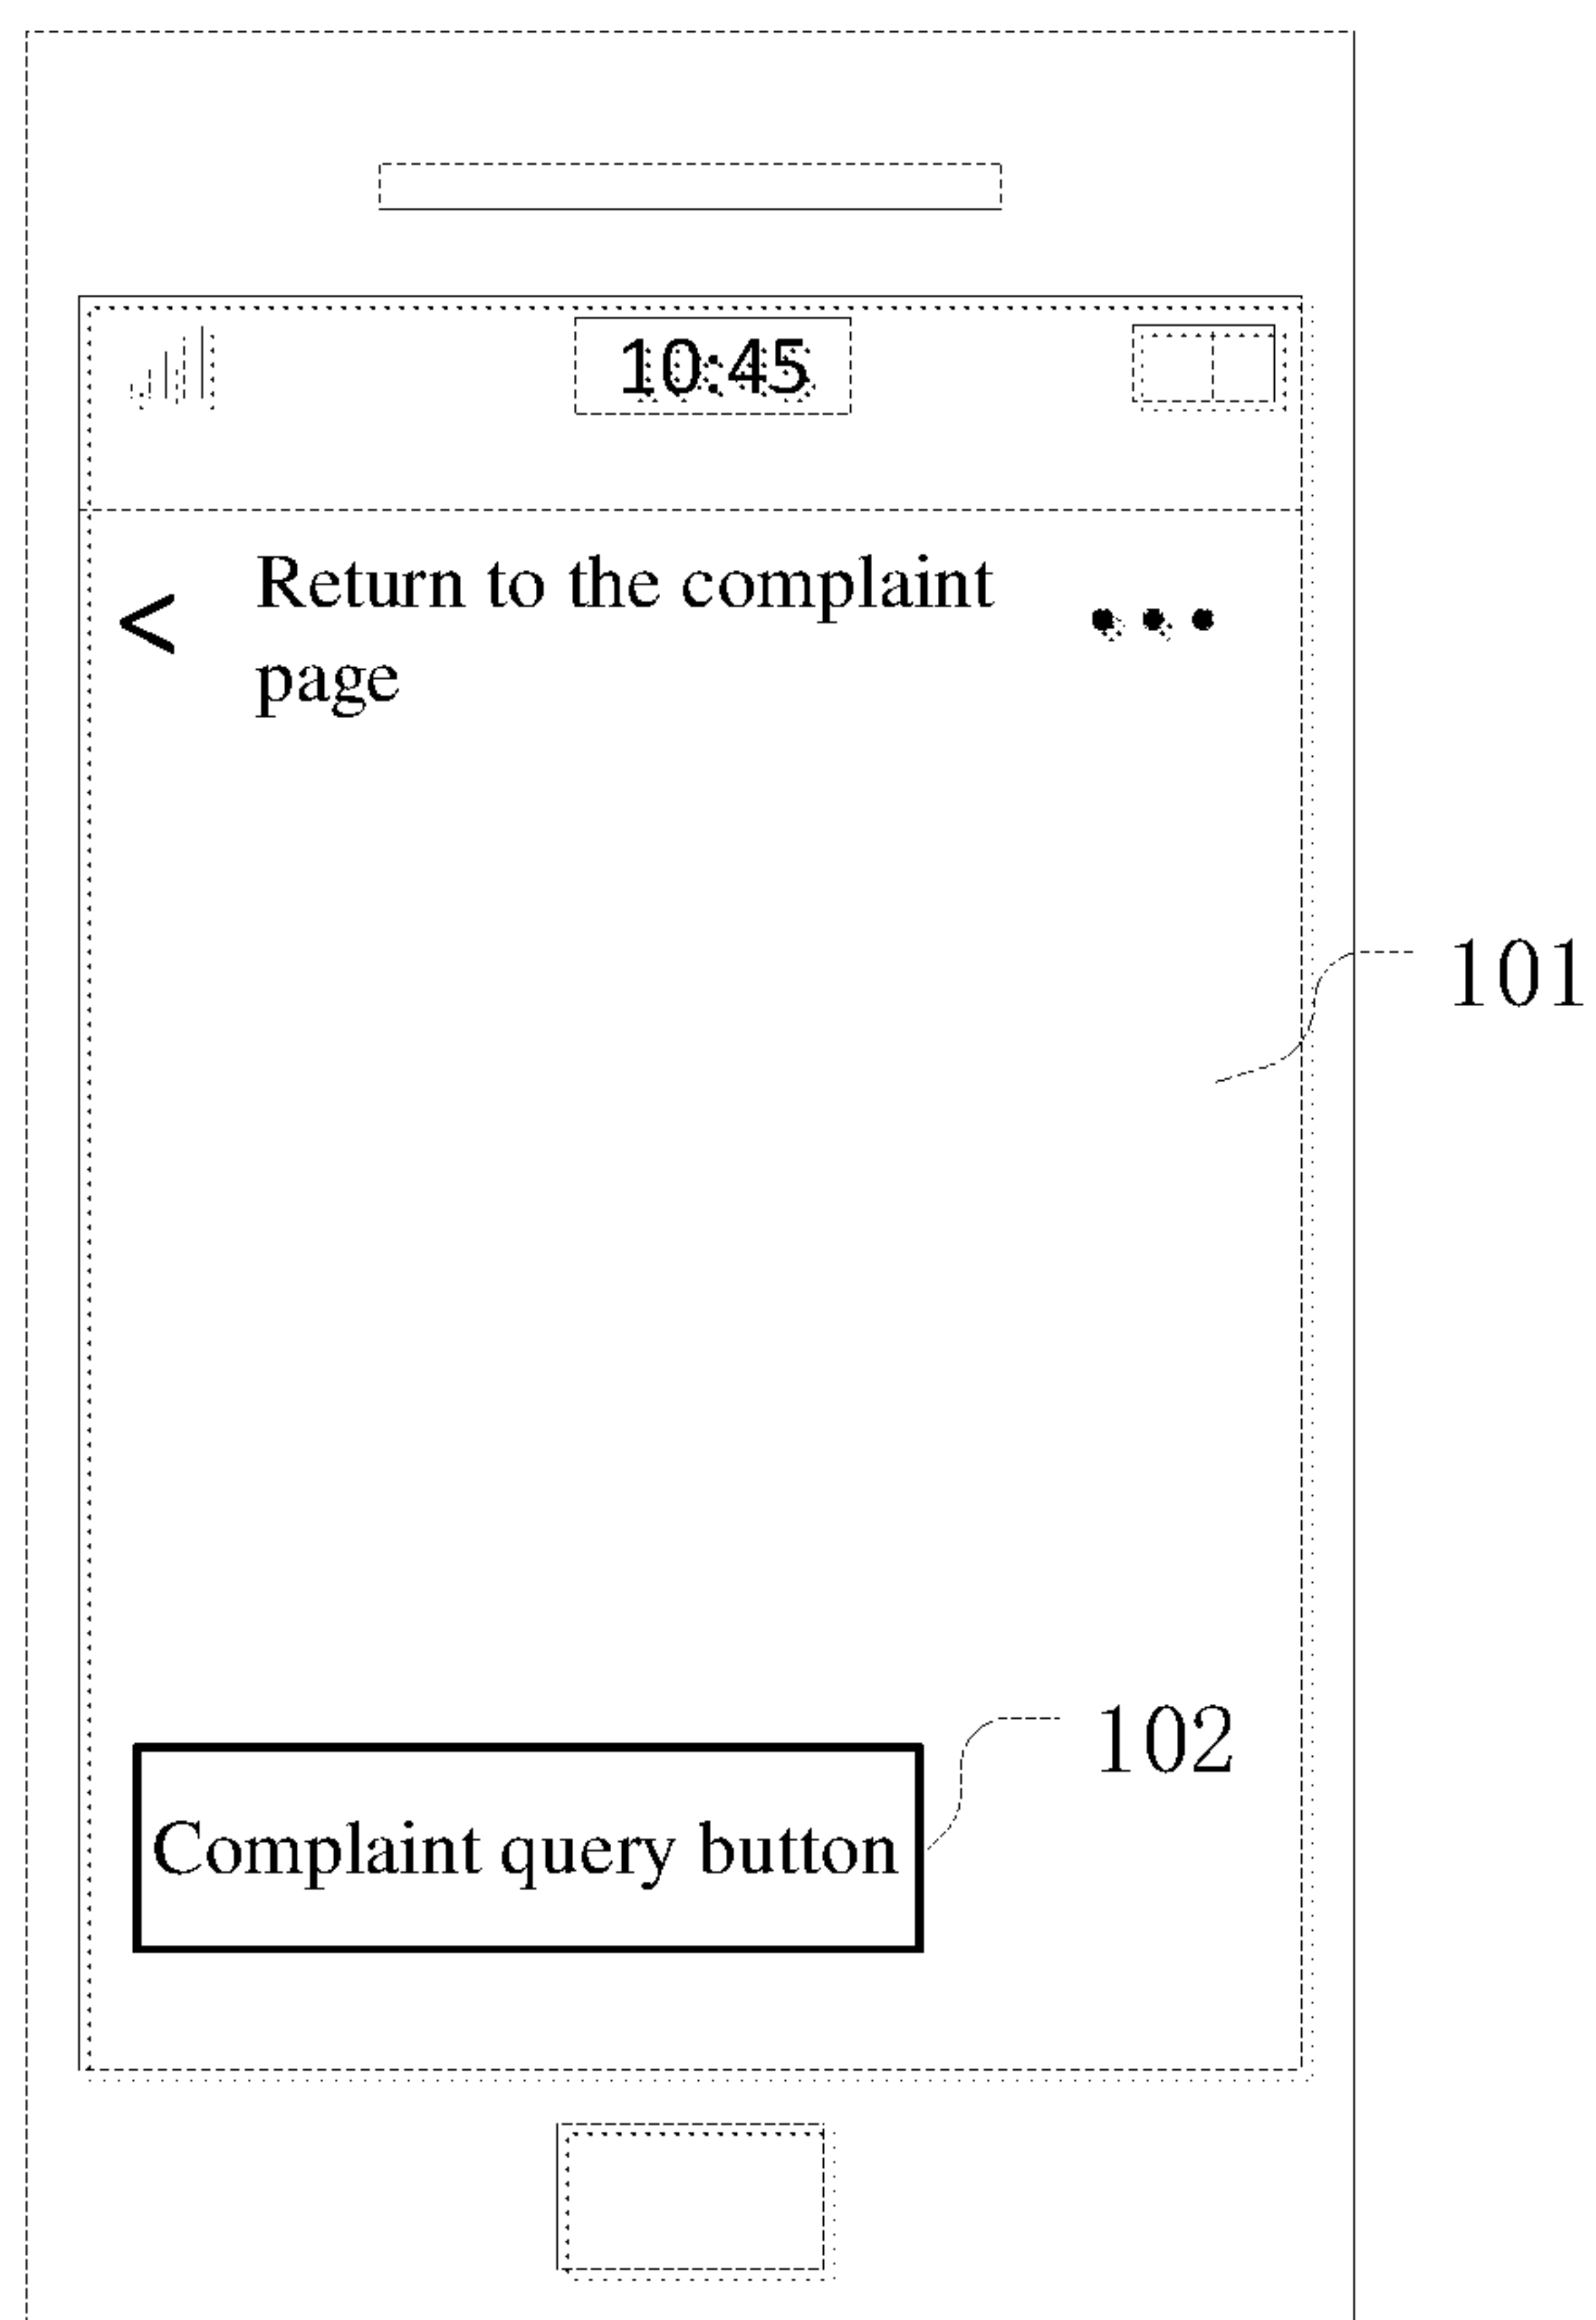 10:45
< Return to the complaint
page
101
102
Complaint query button